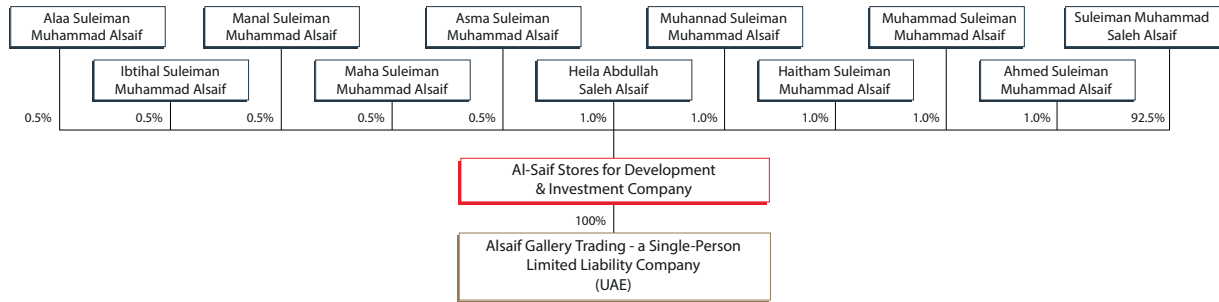 Alaa Suleiman
Muhammad Alsaif
Manal Suleiman
Muhammad Alsaif
Asma Suleiman
Muhammad Alsaif
Muhannad Suleiman
Muhammad Alsaif
Muhammad Suleiman
Muhammad Alsaif
Suleiman Muhammad
Saleh Alsaif
Ibtihal Suleiman
Muhammad Alsaif
Maha Suleiman
Muhammad Alsaif
Heila Abdullah
Saleh Alsaif
Haitham Suleiman
Muhammad Alsaif
Ahmed Suleiman
Muhammad Alsaif
0.5%
0.5%
0.5%
0.5%
0.5%
1.0%
1.0%
1.0%
1.0%
1.0%
92.5%
Al-Saif Stores for Development
& Investment Company
100%
Alsaif Gallery Trading - a Single-Person
Limited Liability Company
(UAE)